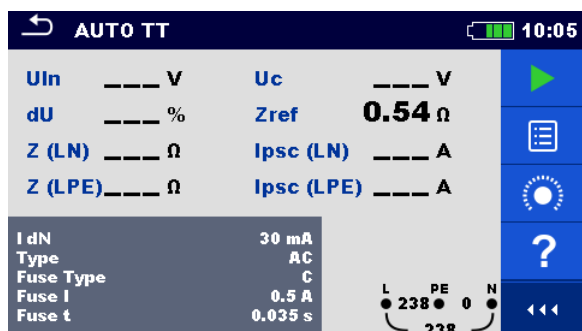 AUTO TT 10:05
Uln ___ V Uc ___ V
dU ___ % Zref 0.54 Ω
Z (LN) ___ Ω Ipsc (LN) ___ A
Z (LPE)___ Ω Ipsc (LPE) ___ A
I dN 30 mA
Type AC
Fuse Type C
Fuse I 0.5 A
Fuse t 0.035 s
?
L PE N
238 0
238